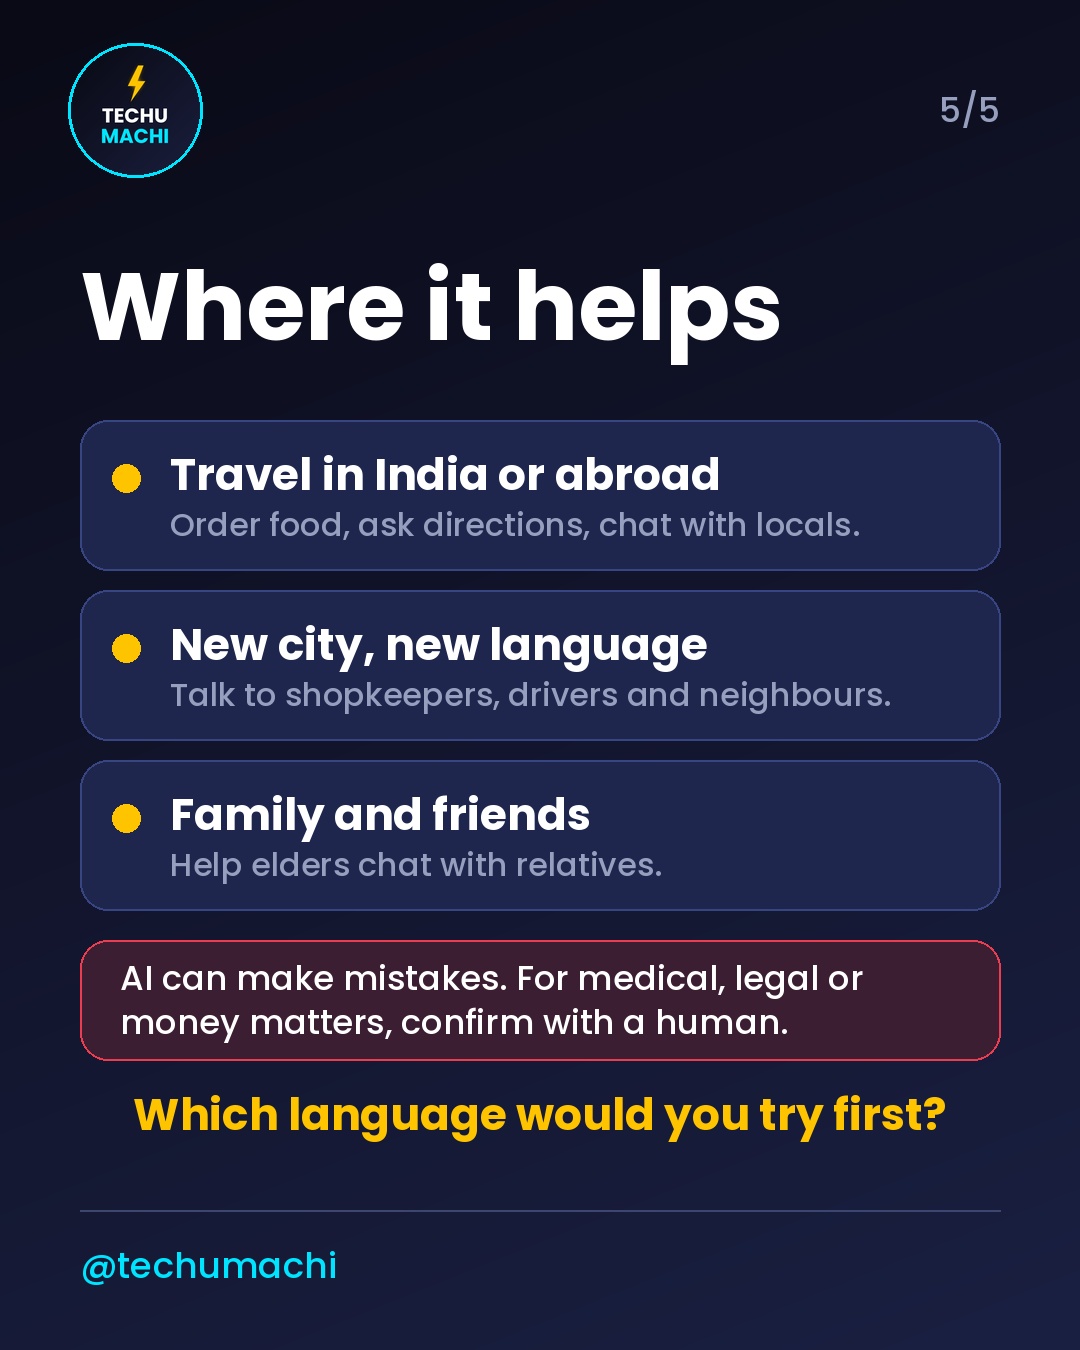 TECHU
MACHI
5/5
Where it helps
Travel in India or abroad
Order food, ask directions, chat with locals.
New city, new language
Talk to shopkeepers, drivers and neighbours.
Family and friends
Help elders chat with relatives.
AI can make mistakes. For medical, legal or
money matters, confirm with a human.
Which language would you try first?
@techumachi